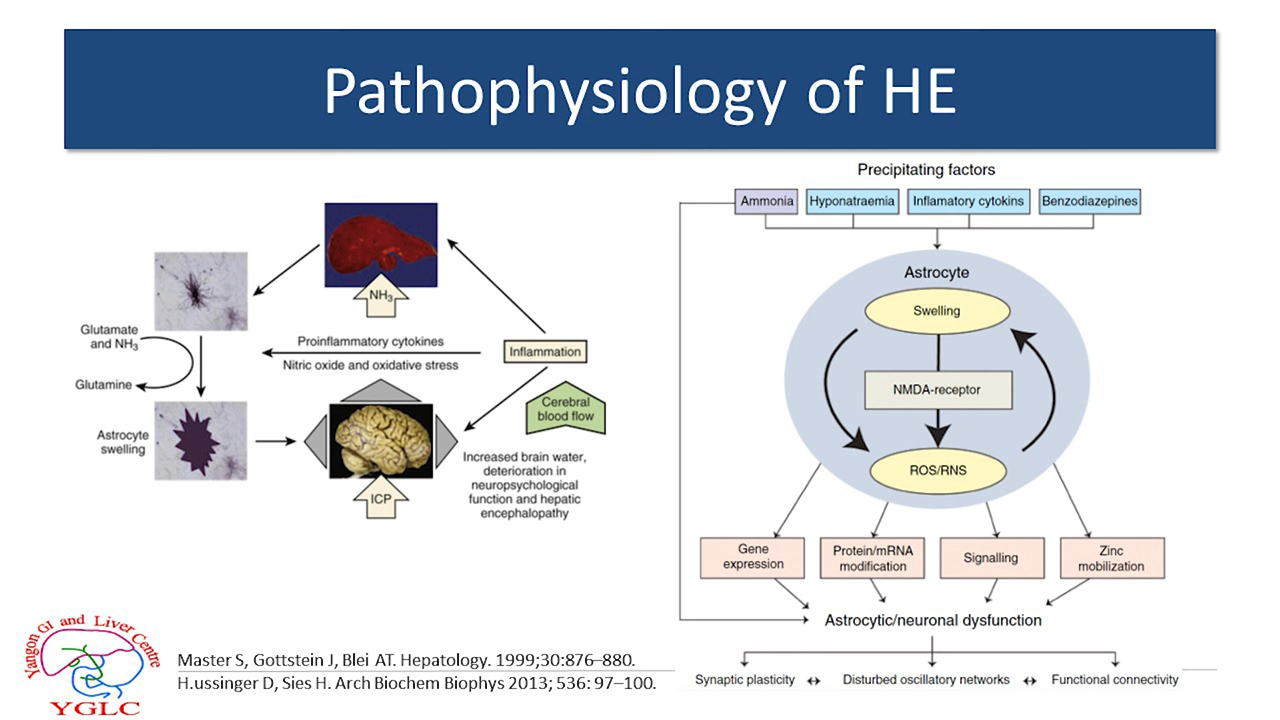 Pathophysiology of HE
NH3
Glutamate
and NH3
Glutamine
Proinflammatory cytokines
Nitric oxide and oxidative stress
Inflammation
Cerebral
blood flow
Astrocyte
swelling
ICP
Increased brain water,
deterioration in
neuropsychological
function and hepatic
encephalopathy
Precipitating factors
Ammonia
Hyponatraemia
Inflamatory cytokins
Benzodiazepines
Astrocyte
Swelling
NMDA-receptor
ROS/RNS
Gene
expression
Protein/mRNA
modification
Signalling
Zinc
mobilization
Astrocytic/neuronal dysfunction
Synaptic plasticity
Disturbed oscillatory networks
Functional connectivity
Yangon GI and Liver Centre
YGLC
Master S, Gottstein J, Blei AT. Hepatology. 1999;30:876–880.
H.ussinger D, Sies H. Arch Biochem Biophys 2013; 536: 97–100.